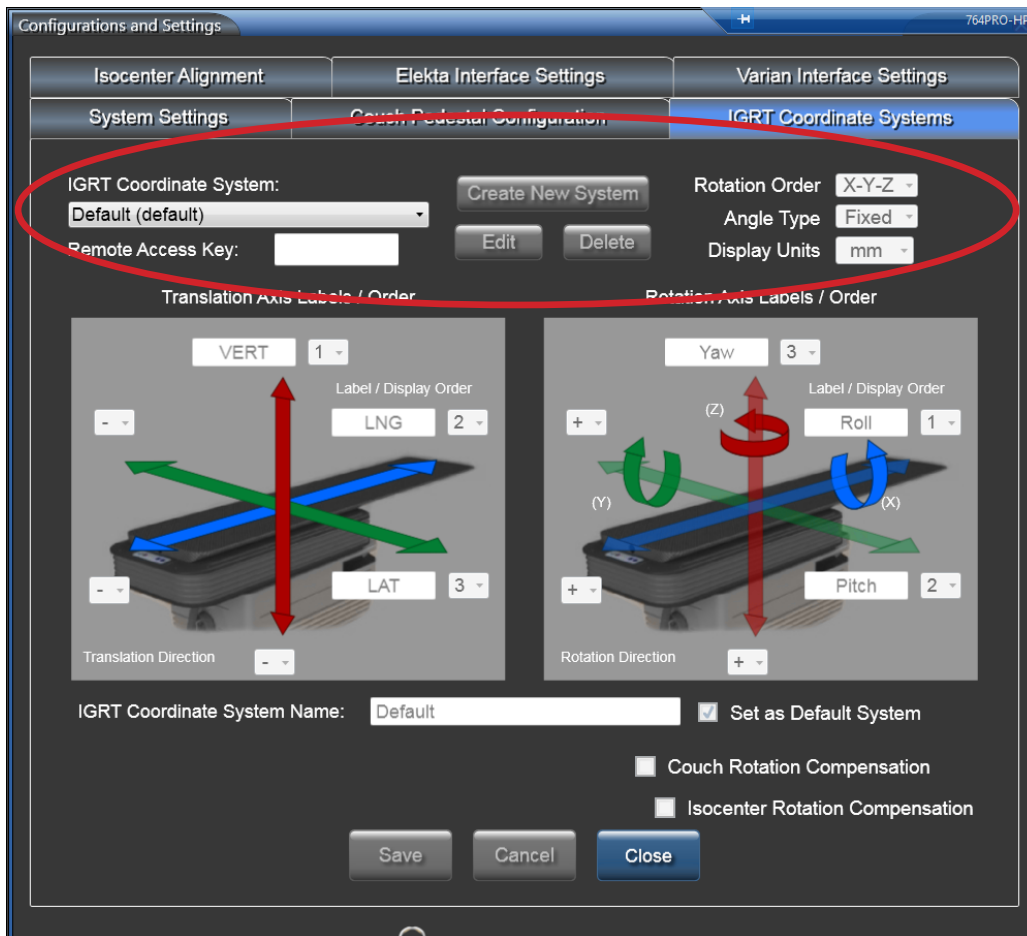 Configurations and Settings
764PRO-HP
Isocenter Alignment
Elekta Interface Settings
Varian Interface Settings
System Settings
Couch Pedestal Configuration
IGRT Coordinate Systems
IGRT Coordinate System:
Default (default)
Remote Access Key:
Create New System
Edit
Delete
Rotation Order X-Y-Z
Angle Type Fixed
Display Units mm
Translation Axis Labels / Order
VERT 1
Label / Display Order
- LNG 2
- LAT 3
Translation Direction -
Rotation Axis Labels / Order
Yaw 3
Label / Display Order
(Z)
+ Roll 1
(Y) (X)
+ Pitch 2
Rotation Direction +
IGRT Coordinate System Name: Default
Set as Default System
Couch Rotation Compensation
Isocenter Rotation Compensation
Save
Cancel
Close